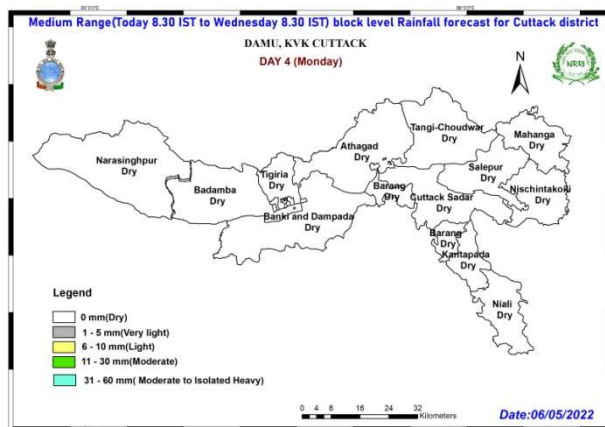 Medium Range(Today 8.30 IST to Wednesday 8.30 IST) block level Rainfall forecast for Cuttack district
DAMU, KVK CUTTACK
DAY 4 (Monday)
N
NRRI
Tangi-Choudwar
Dry
Mahanga
Dry
Athagad
Dry
Narasinghpur
Dry
Salepur
Dry
Tigiria
Dry
Badamba
Dry
Barang
Dry
Cuttack Sadar
Dry
Nischintakoili
Dry
Banki and Dampada
Dry
Barang
Dry
Kantapada
Dry
Niali
Dry
Legend
0 mm(Dry)
1 - 5 mm(Very light)
6 - 10 mm(Light)
11 - 30 mm(Moderate)
31 - 60 mm( Moderate to Isolated Heavy)
0 4 8 16 24 32
Kilometers
Date:06/05/2022